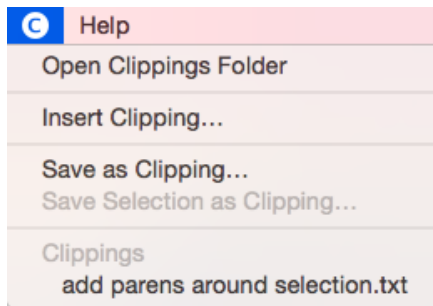 C Help
Open Clippings Folder
Insert Clipping...
Save as Clipping...
Save Selection as Clipping...
Clippings
add parens around selection.txt